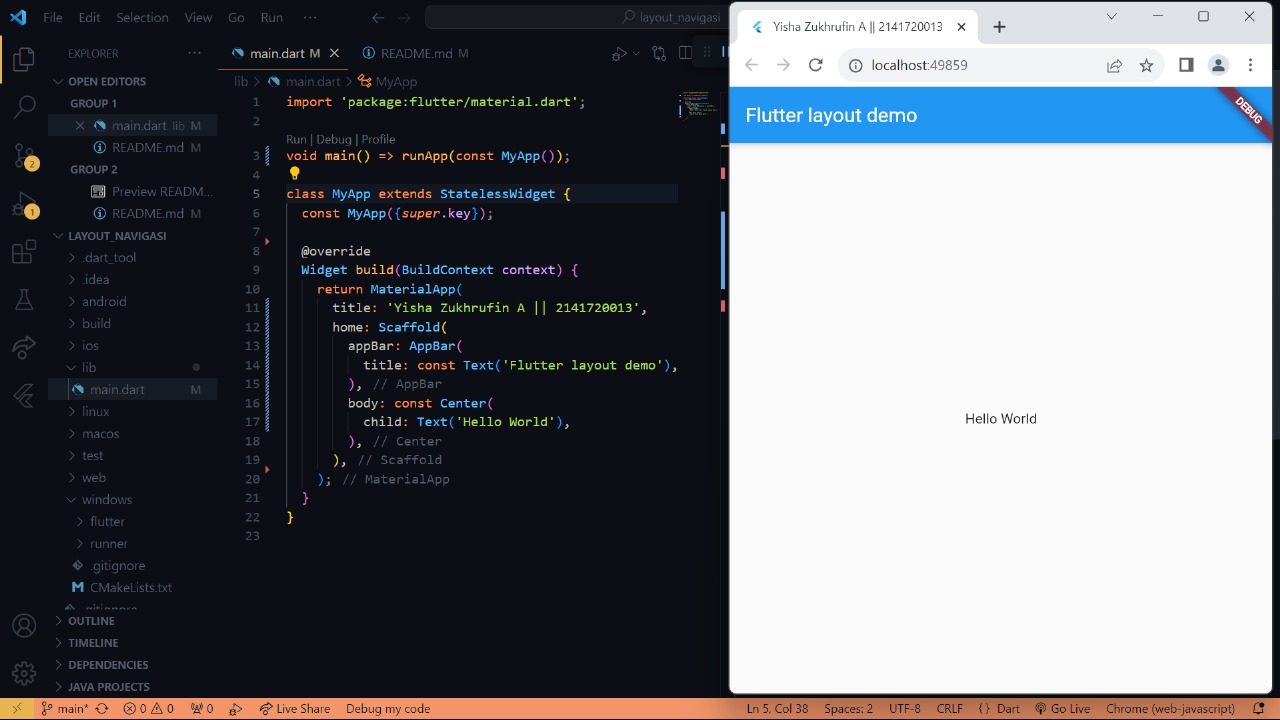 File Edit Selection View Go Run ··· layout_navigasi
EXPLORER ···
OPEN EDITORS
GROUP 1
main.dart lib M
README.md M
GROUP 2
Preview READM...
README.md M
LAYOUT_NAVIGASI
.dart_tool
.idea
android
build
ios
lib
main.dart M
linux
macos
test
web
windows
flutter
runner
.gitignore
CMakeLists.txt
.gitignore
OUTLINE
TIMELINE
DEPENDENCIES
JAVA PROJECTS
2
1
main.dart M README.md M
lib > main.dart > MyApp
1 import 'package:flutter/material.dart';
2
Run | Debug | Profile
3 void main() => runApp(const MyApp());
4
5 class MyApp extends StatelessWidget {
6 const MyApp({super.key});
7
8 @override
9 Widget build(BuildContext context) {
10 return MaterialApp(
11 title: 'Yisha Zukhrufin A || 2141720013',
12 home: Scaffold(
13 appBar: AppBar(
14 title: const Text('Flutter layout demo'),
15 ), // AppBar
16 body: const Center(
17 child: Text('Hello World'),
18 ), // Center
19 ), // Scaffold
20 ); // MaterialApp
21 }
22 }
23
Yisha Zukhrufin A || 2141720013
localhost:49859
Flutter layout demo
DEBUG
Hello World
main* 0 0 0 Live Share Debug my code Ln 5, Col 38 Spaces: 2 UTF-8 CRLF { } Dart Go Live Chrome (web-javascript)